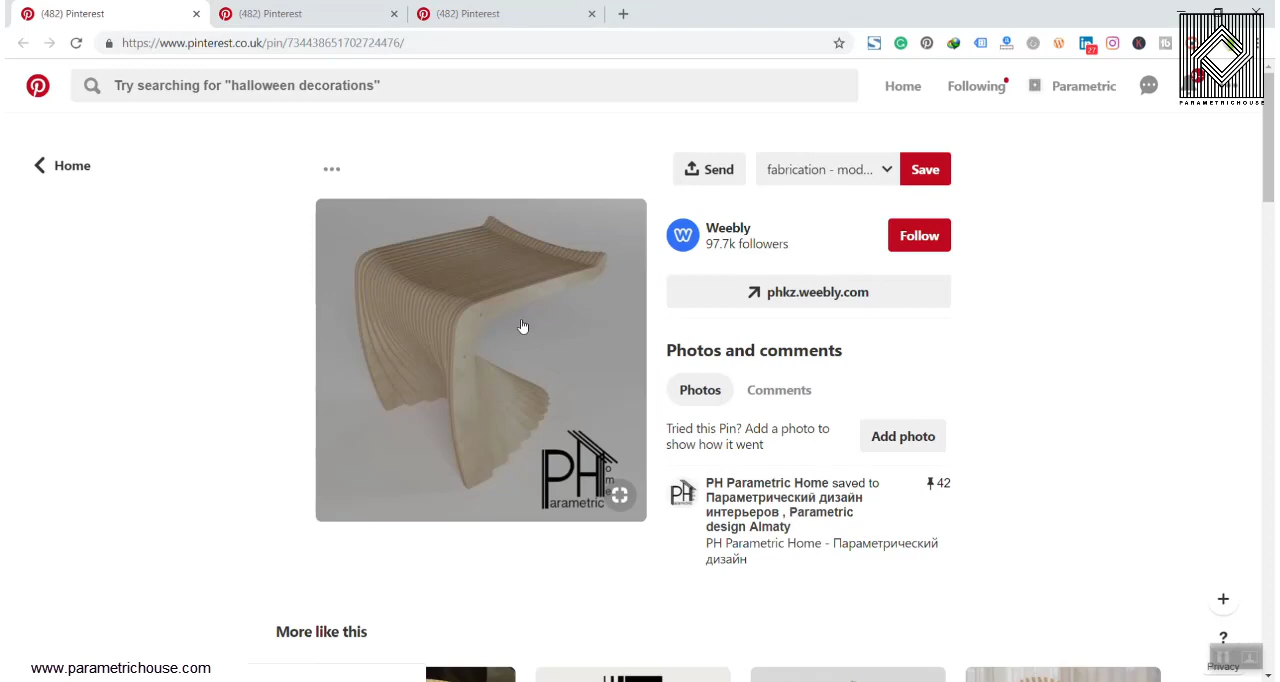 (482) Pinterest
(482) Pinterest
(482) Pinterest
https://www.pinterest.co.uk/pin/734438651702724476/
Try searching for "halloween decorations"
Home
Following
Parametric
PARAMETRICHOUSE
Home
Send
fabrication - mod...
Save
Weebly
97.7k followers
Follow
phkz.weebly.com
Photos and comments
Photos
Comments
Tried this Pin? Add a photo to
show how it went
Add photo
PH Parametric Home saved to
Параметрический дизайн
интерьеров , Parametric
design Almaty
42
PH Parametric Home - Параметрический
дизайн
PH
arametric
More like this
www.parametrichouse.com
+
?
Privacy